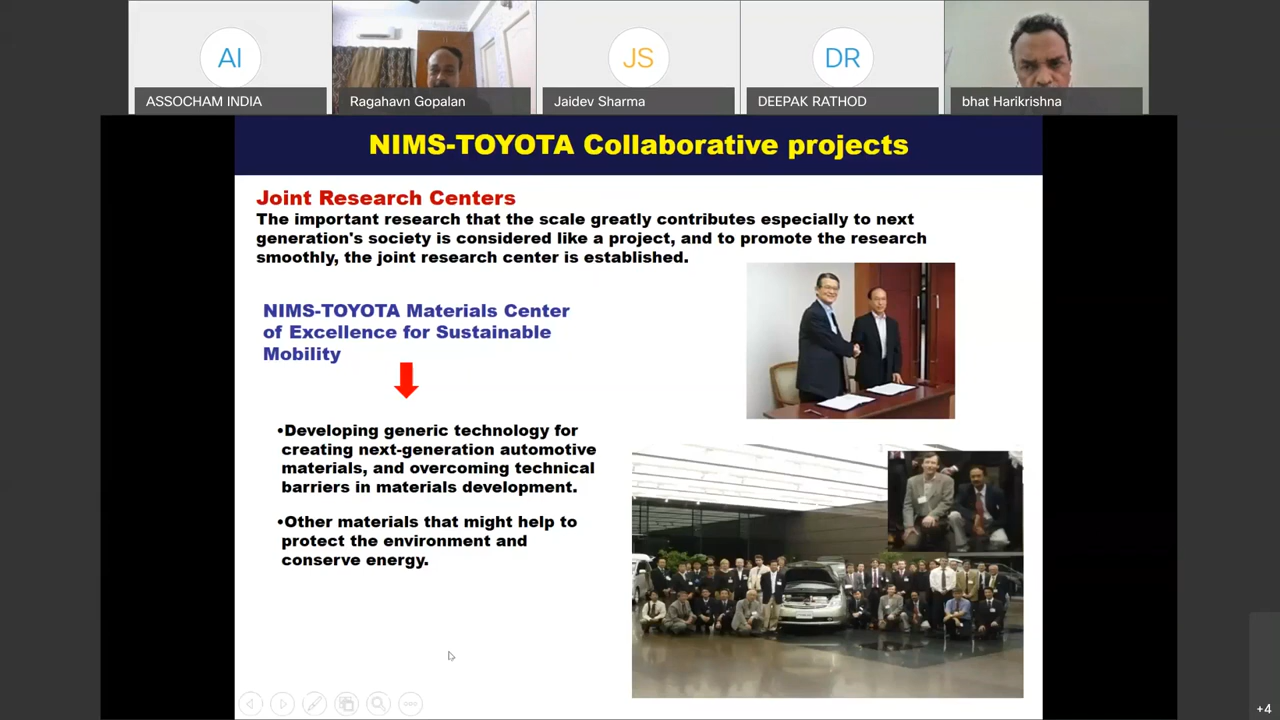 AI
JS
DR
ASSOCHAM INDIA
Ragahavn Gopalan
Jaidev Sharma
DEEPAK RATHOD
bhat Harikrishna
NIMS-TOYOTA Collaborative projects
Joint Research Centers
The important research that the scale greatly contributes especially to next
generation's society is considered like a project, and to promote the research
smoothly, the joint research center is established.
NIMS-TOYOTA Materials Center
of Excellence for Sustainable
Mobility
•Developing generic technology for
creating next-generation automotive
materials, and overcoming technical
barriers in materials development.
•Other materials that might help to
protect the environment and
conserve energy.
+4